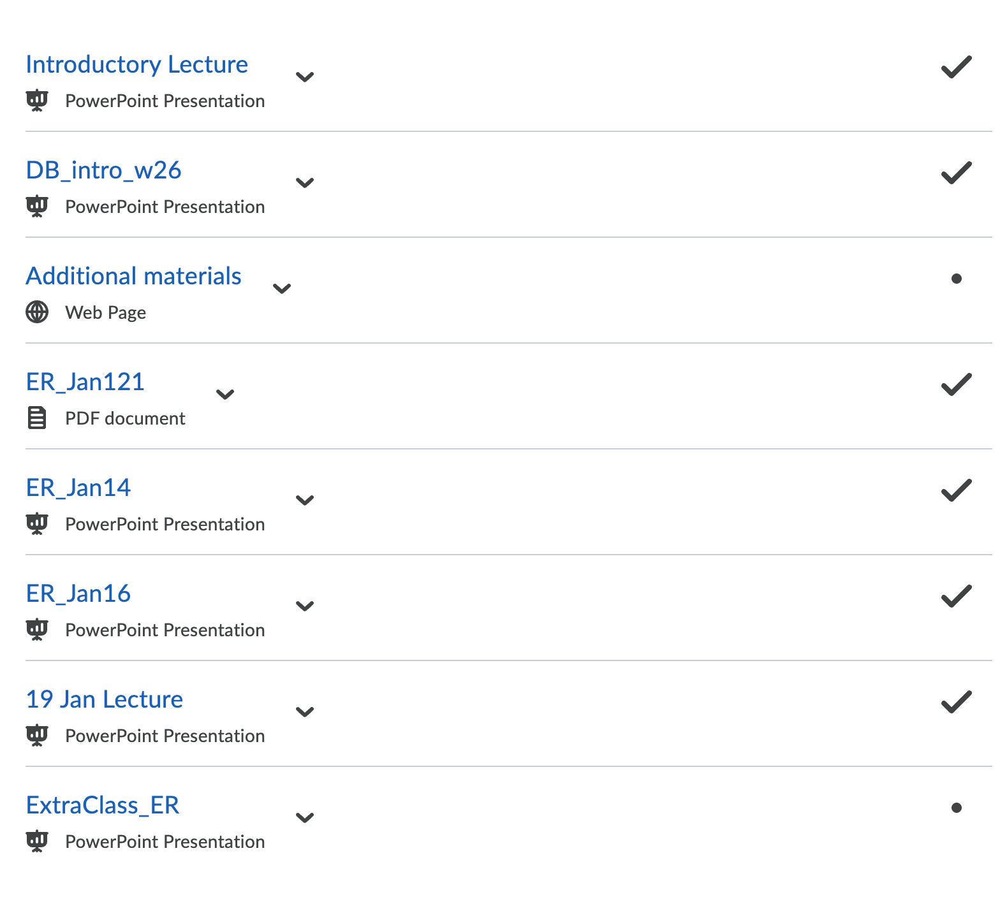 Introductory Lecture
PowerPoint Presentation
DB_intro_w26
PowerPoint Presentation
Additional materials
Web Page
ER_Jan121
PDF document
ER_Jan14
PowerPoint Presentation
ER_Jan16
PowerPoint Presentation
19 Jan Lecture
PowerPoint Presentation
ExtraClass_ER
PowerPoint Presentation